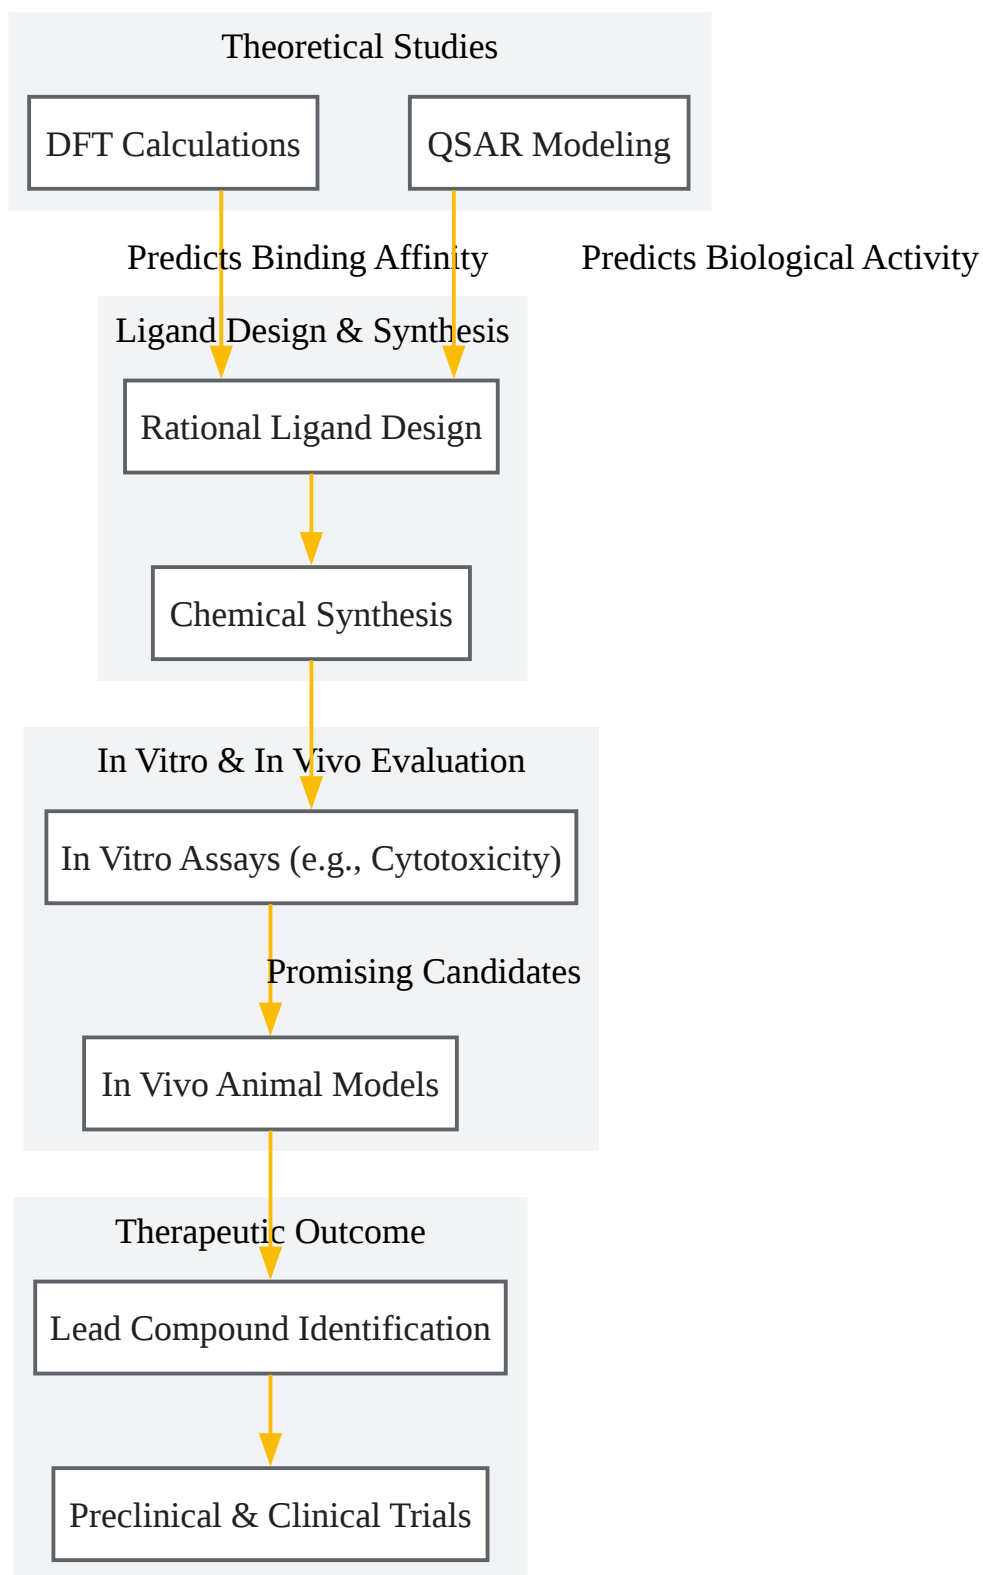 Theoretical Studies
DFT Calculations
QSAR Modeling
Predicts Binding Affinity
Predicts Biological Activity
Ligand Design & Synthesis
Rational Ligand Design
Chemical Synthesis
In Vitro & In Vivo Evaluation
In Vitro Assays (e.g., Cytotoxicity)
Promising Candidates
In Vivo Animal Models
Therapeutic Outcome
Lead Compound Identification
Preclinical & Clinical Trials